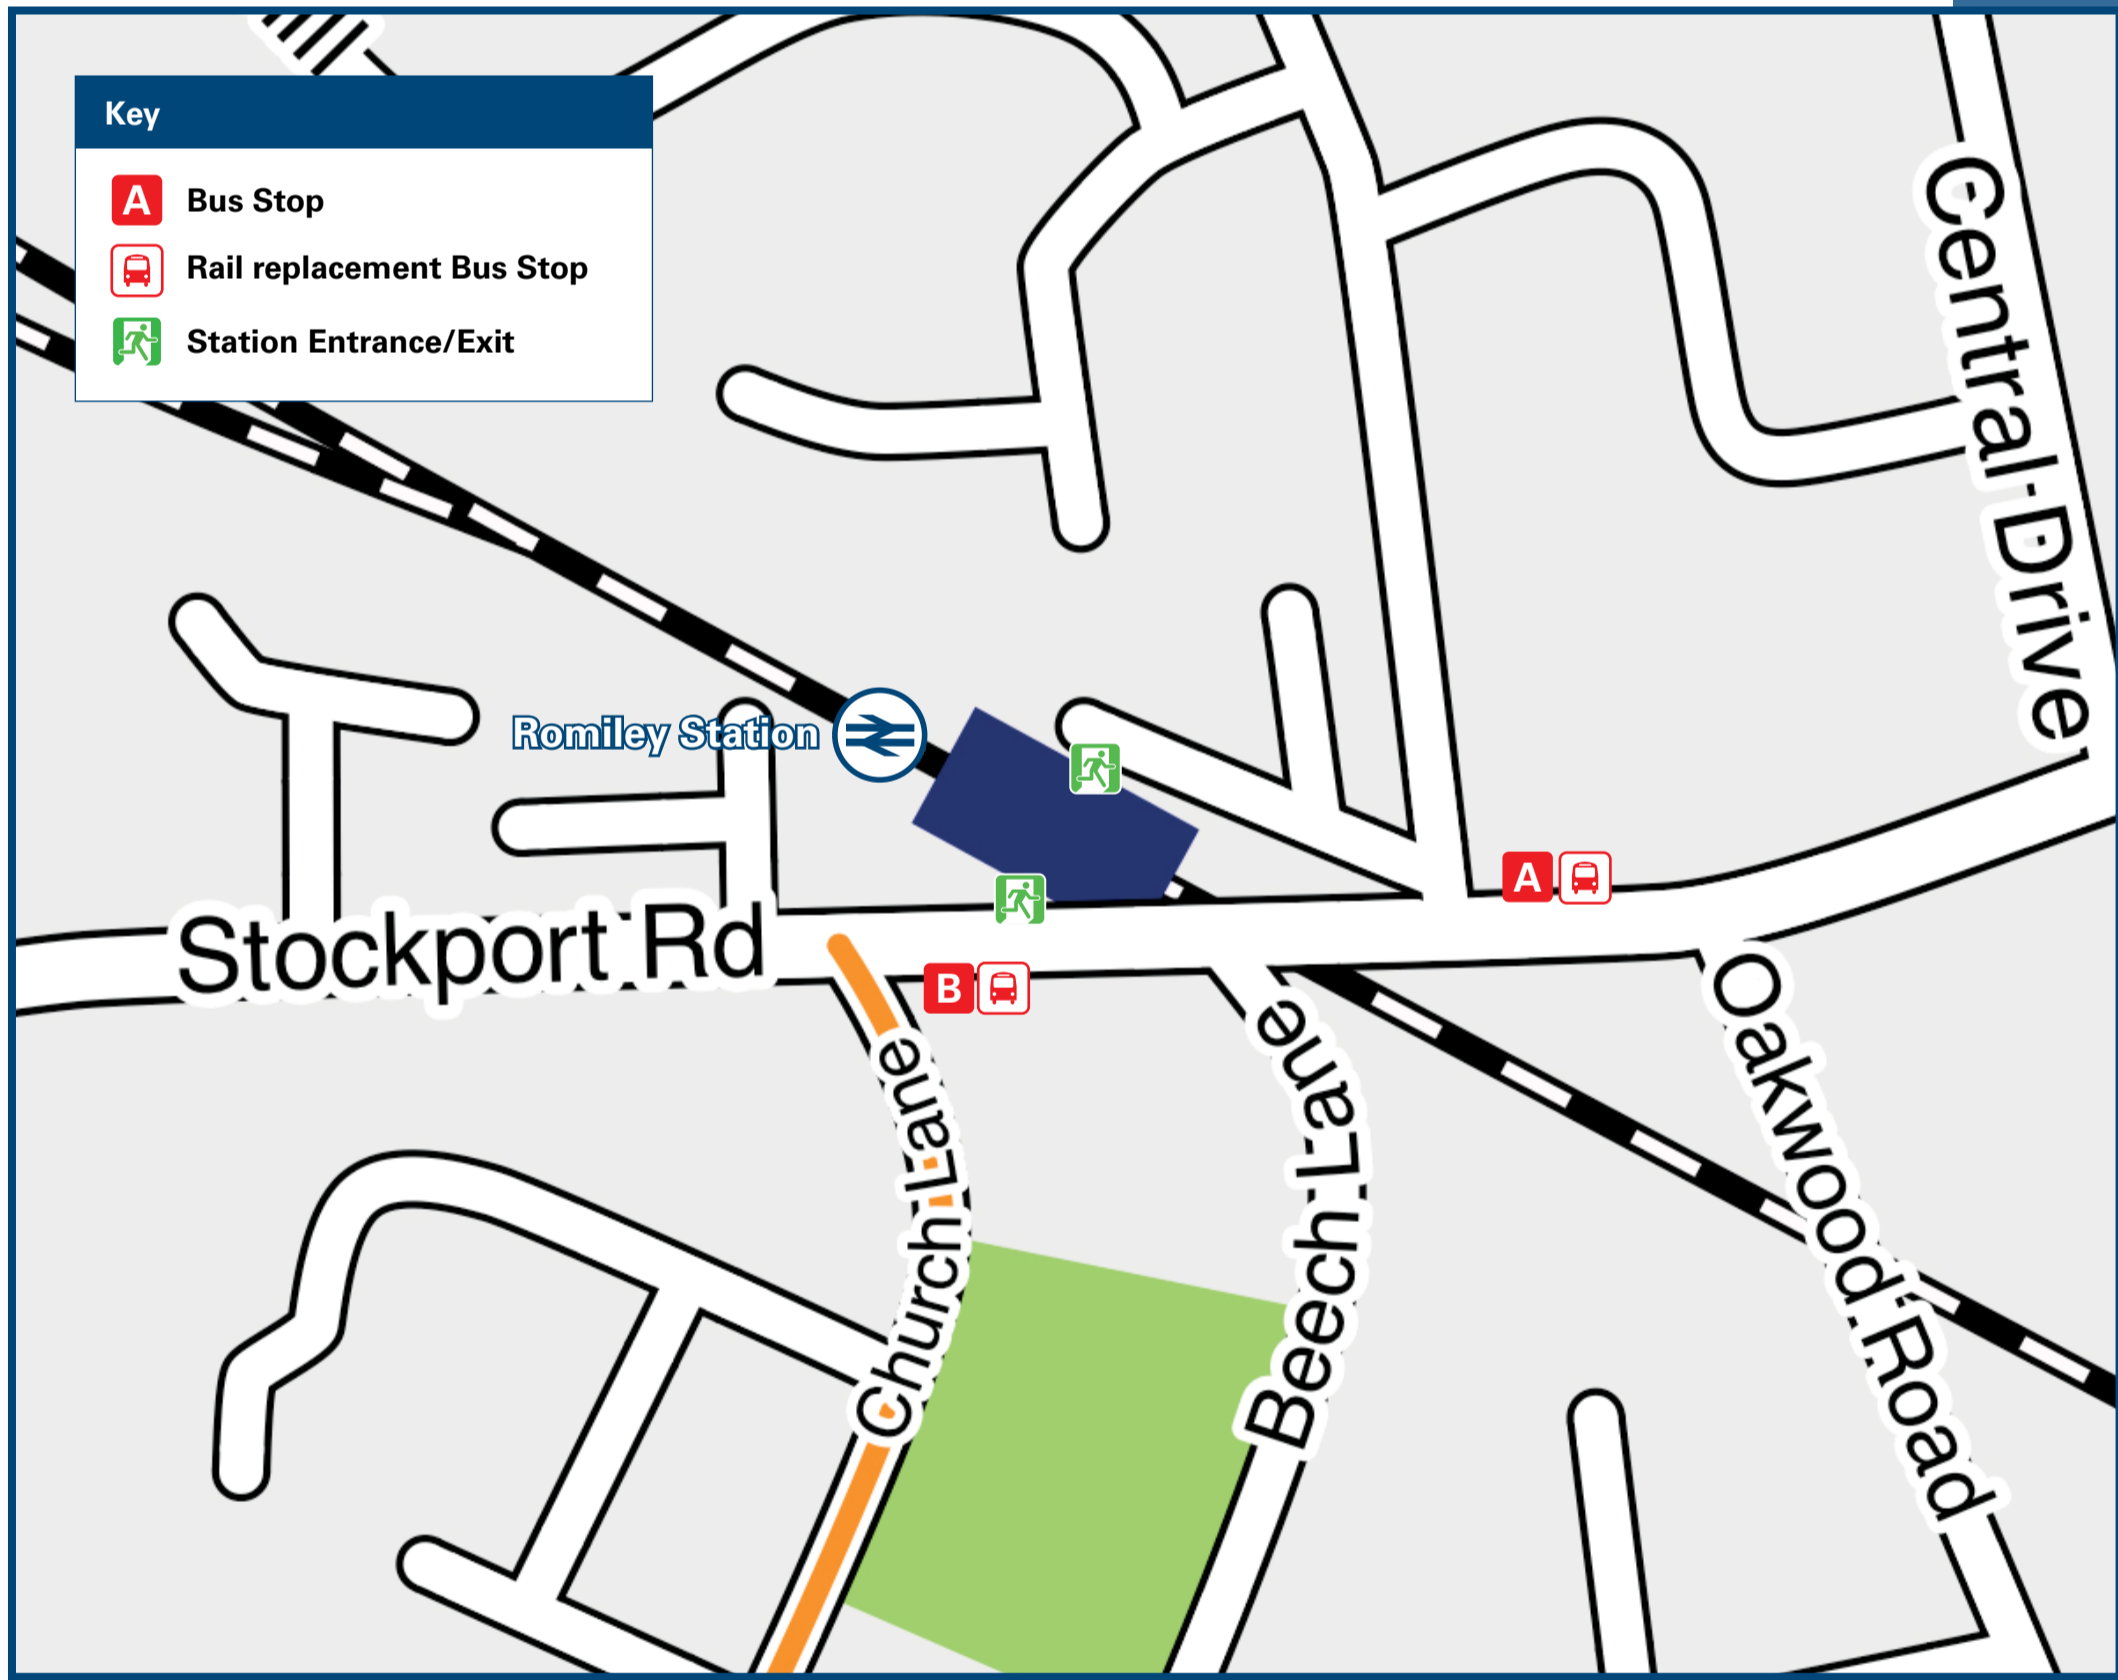 Key
A Bus Stop
Rail replacement Bus Stop
Station Entrance/Exit
Central Drive
Romiley Station
A
Stockport Rd
B
Church Lane
Beech Lane
Oakwood Road